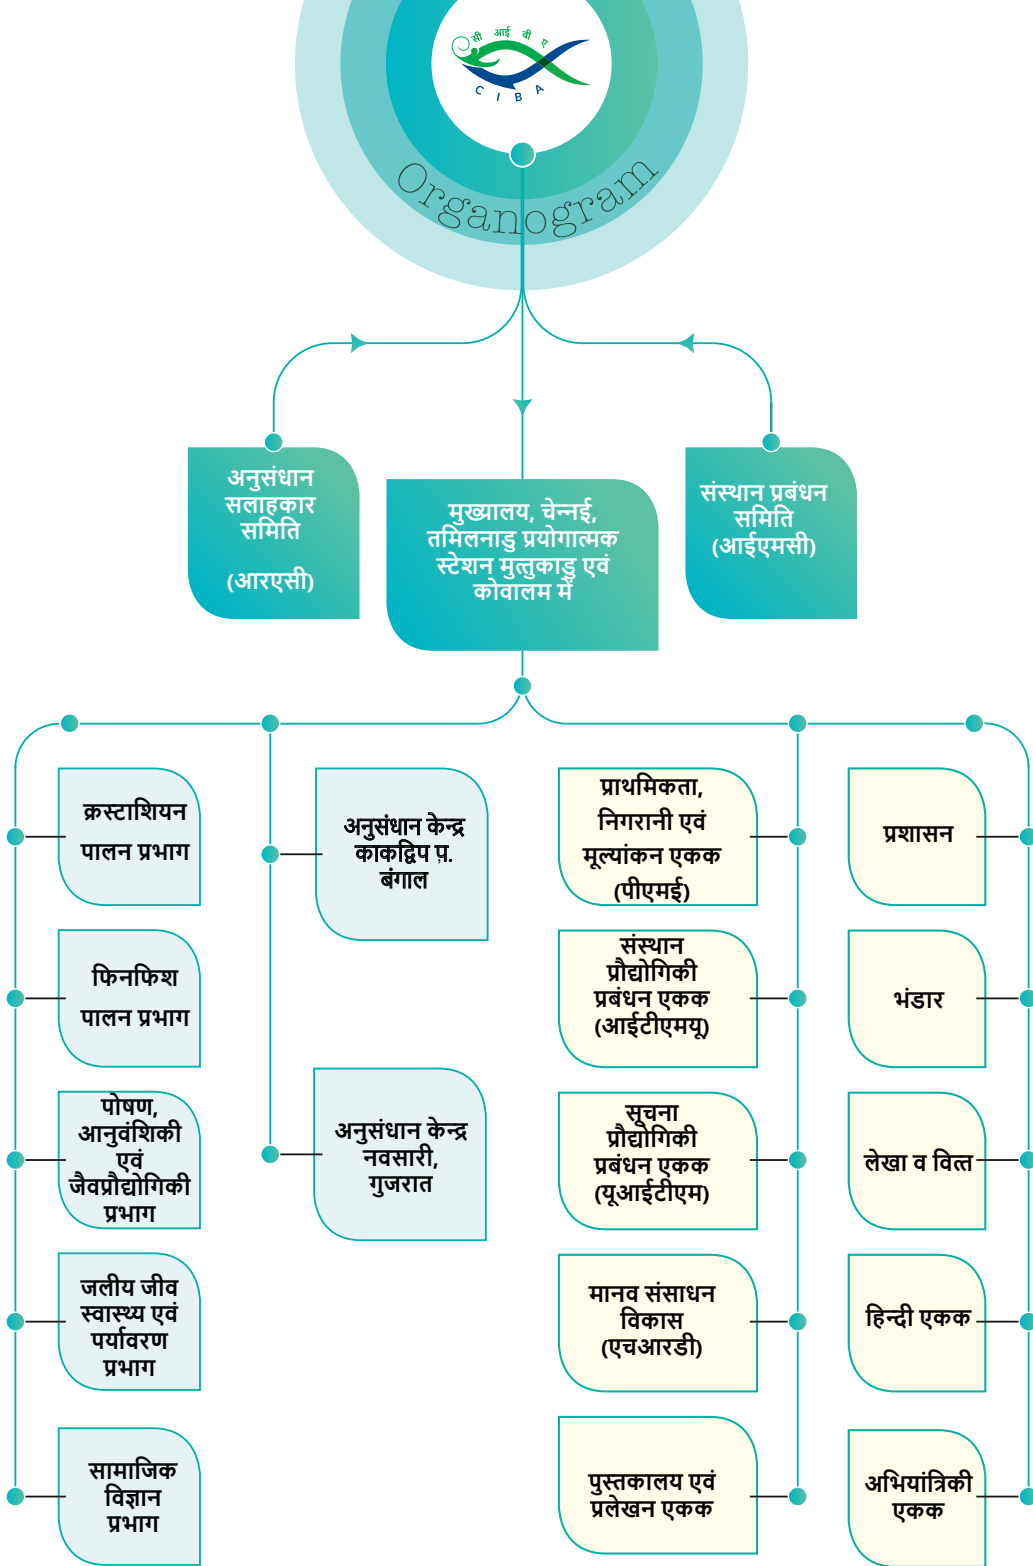 सी आई बी ए
CIBA
Organogram
अनुसंधान
सलाहकार
समिति
(आरएसी)
मुख्यालय, चेन्नई,
तमिलनाडु प्रयोगात्मक
स्टेशन मुत्तुकाडु एवं
कोवालम में
संस्थान प्रबंधन
समिति
(आईएमसी)
क्रस्टाशियन
पालन प्रभाग
फिनफिश
पालन प्रभाग
पोषण,
आनुवंशिकी
एवं
जैवप्रौद्योगिकी
प्रभाग
जलीय जीव
स्वास्थ्य एवं
पर्यावरण
प्रभाग
सामाजिक
विज्ञान
प्रभाग
अनुसंधान केन्द्र
काकद्विप प.
बंगाल
अनुसंधान केन्द्र
नवसारी,
गुजरात
प्राथमिकता,
निगरानी एवं
मूल्यांकन एकक
(पीएमई)
संस्थान
प्रौद्योगिकी
प्रबंधन एकक
(आईटीएमयू)
सूचना
प्रौद्योगिकी
प्रबंधन एकक
(यूआईटीएम)
मानव संसाधन
विकास
(एचआरडी)
पुस्तकालय एवं
प्रलेखन एकक
प्रशासन
भंडार
लेखा व वित्त
हिन्दी एकक
अभियांत्रिकी
एकक